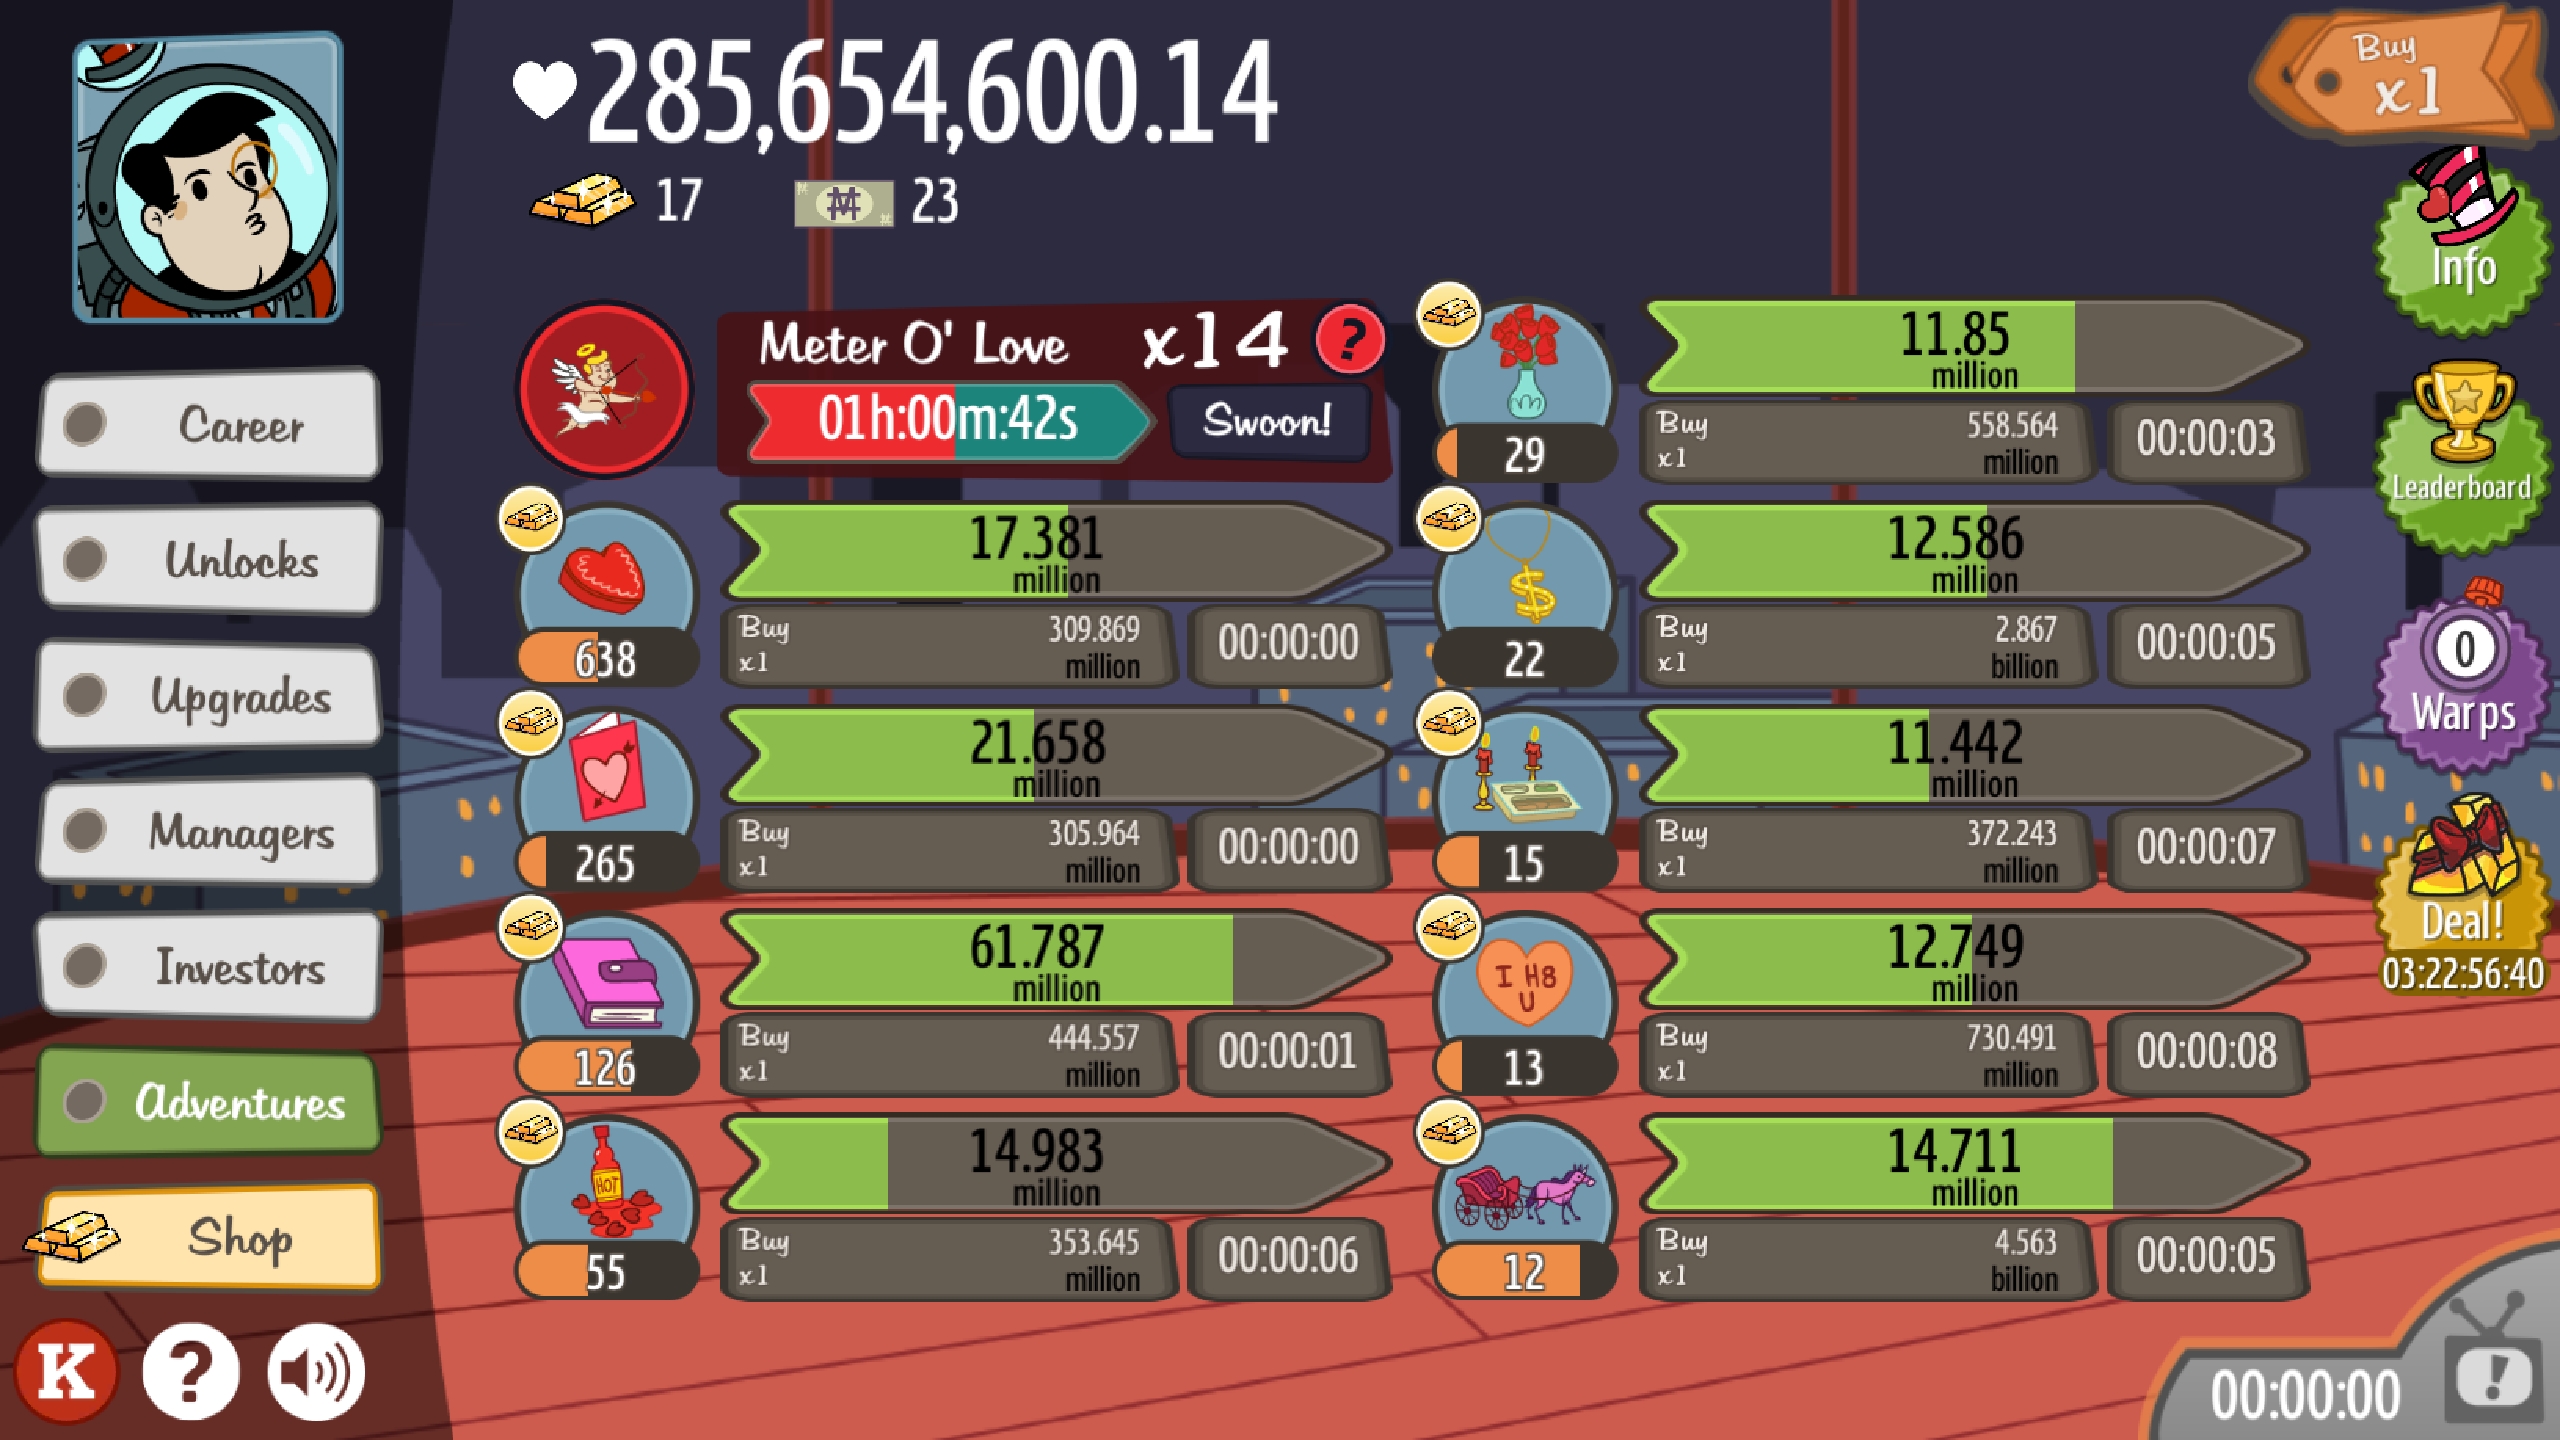 285,654,600.14
17
23
Buy
x1
Info
Leaderboard
0
Warps
Deal!
03:22:56:40
Career
Unlocks
Upgrades
Managers
Investors
Adventures
Shop
K
?
Meter O' Love
x14
?
01h:00m:42s
Swoon!
638
17.381
million
Buy
x1
309.869
million
00:00:00
265
21.658
million
Buy
x1
305.964
million
00:00:00
126
61.787
million
Buy
x1
444.557
million
00:00:01
HOT
55
14.983
million
Buy
x1
353.645
million
00:00:06
29
11.85
million
Buy
x1
558.564
million
00:00:03
$
22
12.586
million
Buy
x1
2.867
billion
00:00:05
15
11.442
million
Buy
x1
372.243
million
00:00:07
I H8
U
13
12.749
million
Buy
x1
730.491
million
00:00:08
12
14.711
million
Buy
x1
4.563
billion
00:00:05
00:00:00
!